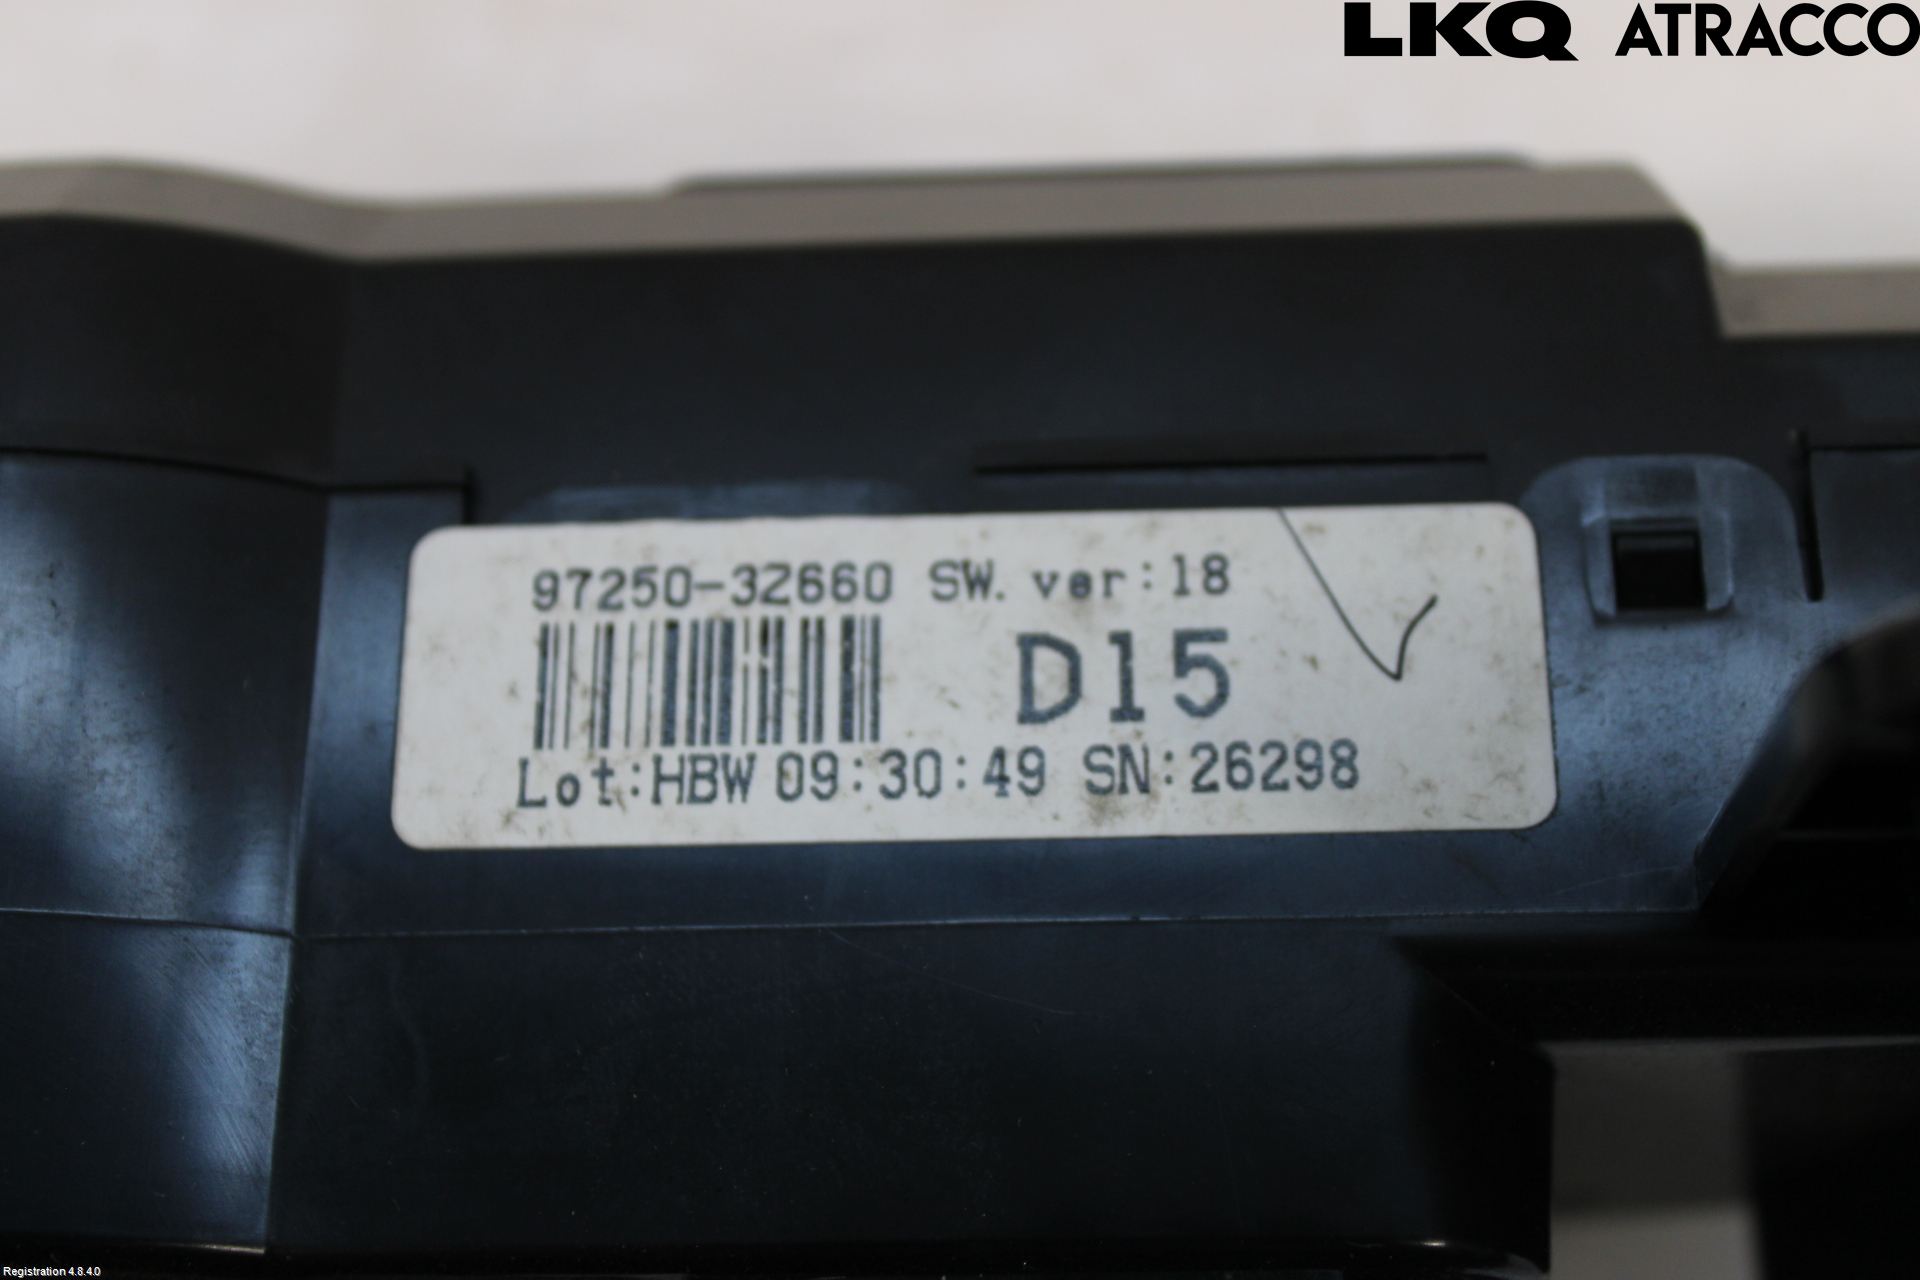 LKQ ATRACCO
97250-3Z660 SW. ver:18
D15
Lot:HBW 09:30:49 SN:26298
Registration 4.8.4.0